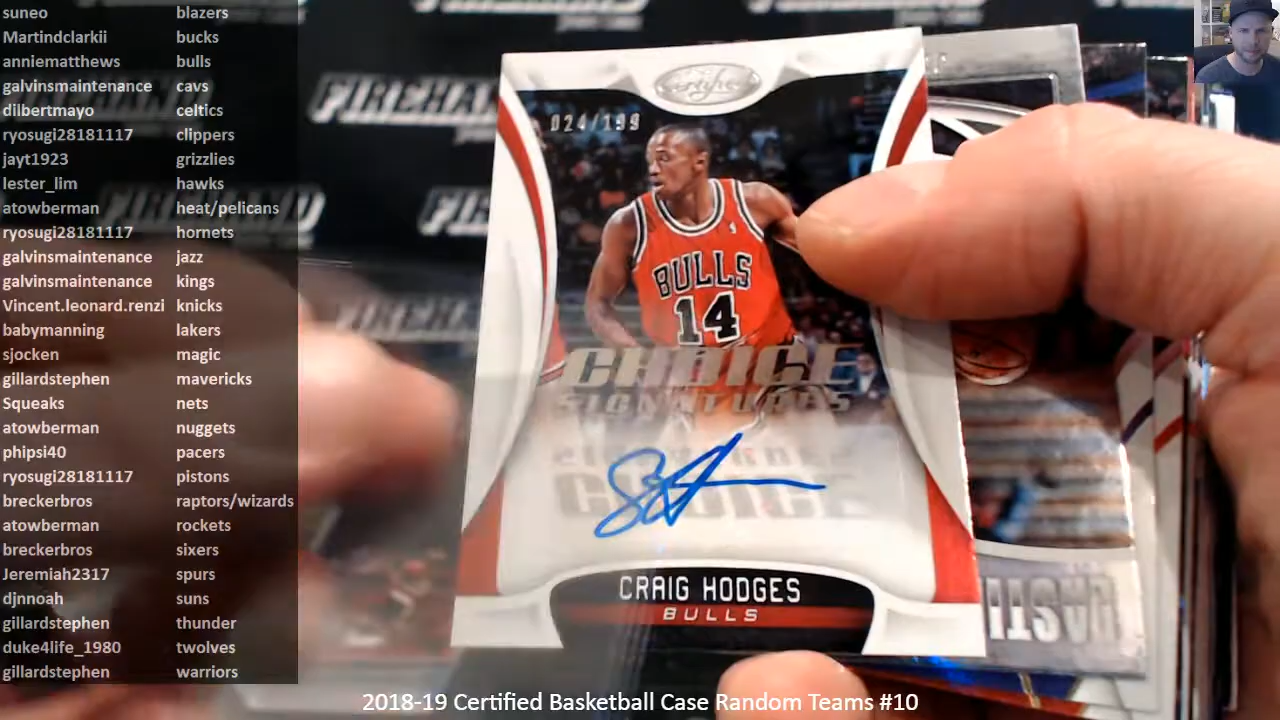 suneo blazers
Martindclarkii bucks
anniematthews bulls
galvinsmaintenance cavs
dilbertmayo celtics
ryosugi28181117 clippers
jayt1923 grizzlies
lester_lim hawks
atowberman heat/pelicans
ryosugi28181117 hornets
galvinsmaintenance jazz
galvinsmaintenance kings
Vincent.leonard.renzi knicks
babymanning lakers
sjocken magic
gillardstephen mavericks
Squeaks nets
atowberman nuggets
phipsi40 pacers
ryosugi28181117 pistons
breckerbros raptors/wizards
atowberman rockets
breckerbros sixers
Jeremiah2317 spurs
djnnoah suns
gillardstephen thunder
duke4life_1980 twolves
gillardstephen warriors
FIREHAND
Certified
024/199
BULLS
14
CHOICE
SIGNATURES
CRAIG HODGES
BULLS
2018-19 Certified Basketball Case Random Teams #10